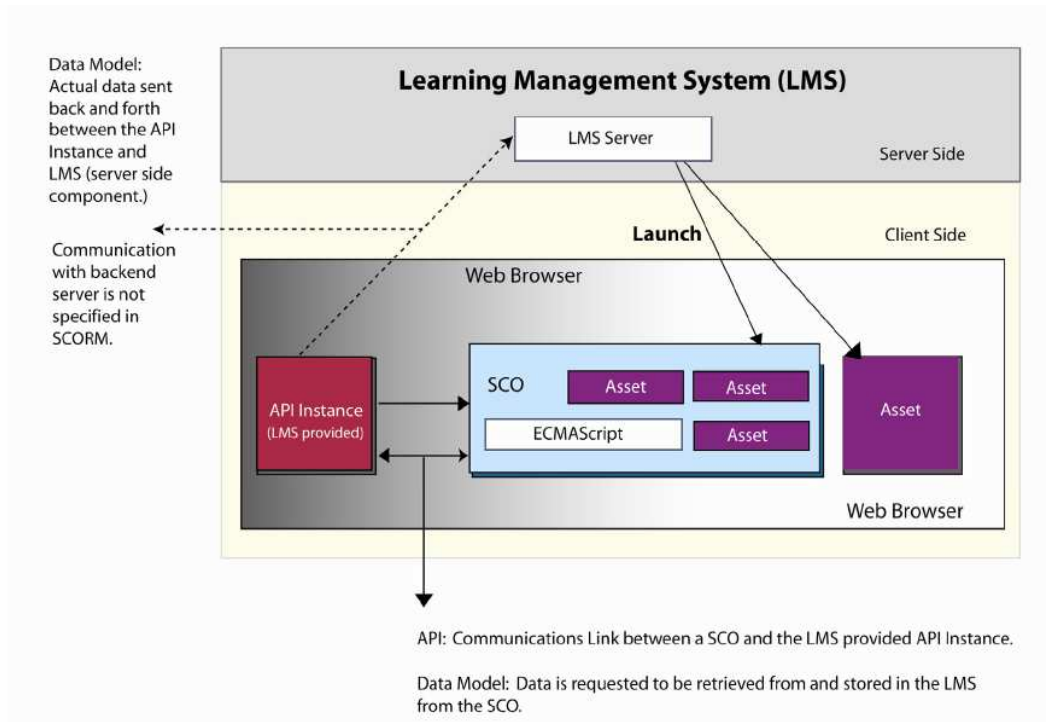 Data Model:
Actual data sent
back and forth
between the API
Instance and
LMS (server side
component.)
Communication
with backend
server is not
specified in
SCORM.
Learning Management System (LMS)
LMS Server
Server Side
Launch
Client Side
Web Browser
API Instance
(LMS provided)
SCO
Asset
Asset
ECMAScript
Asset
Asset
Web Browser
API: Communications Link between a SCO and the LMS provided API Instance.
Data Model: Data is requested to be retrieved from and stored in the LMS
from the SCO.